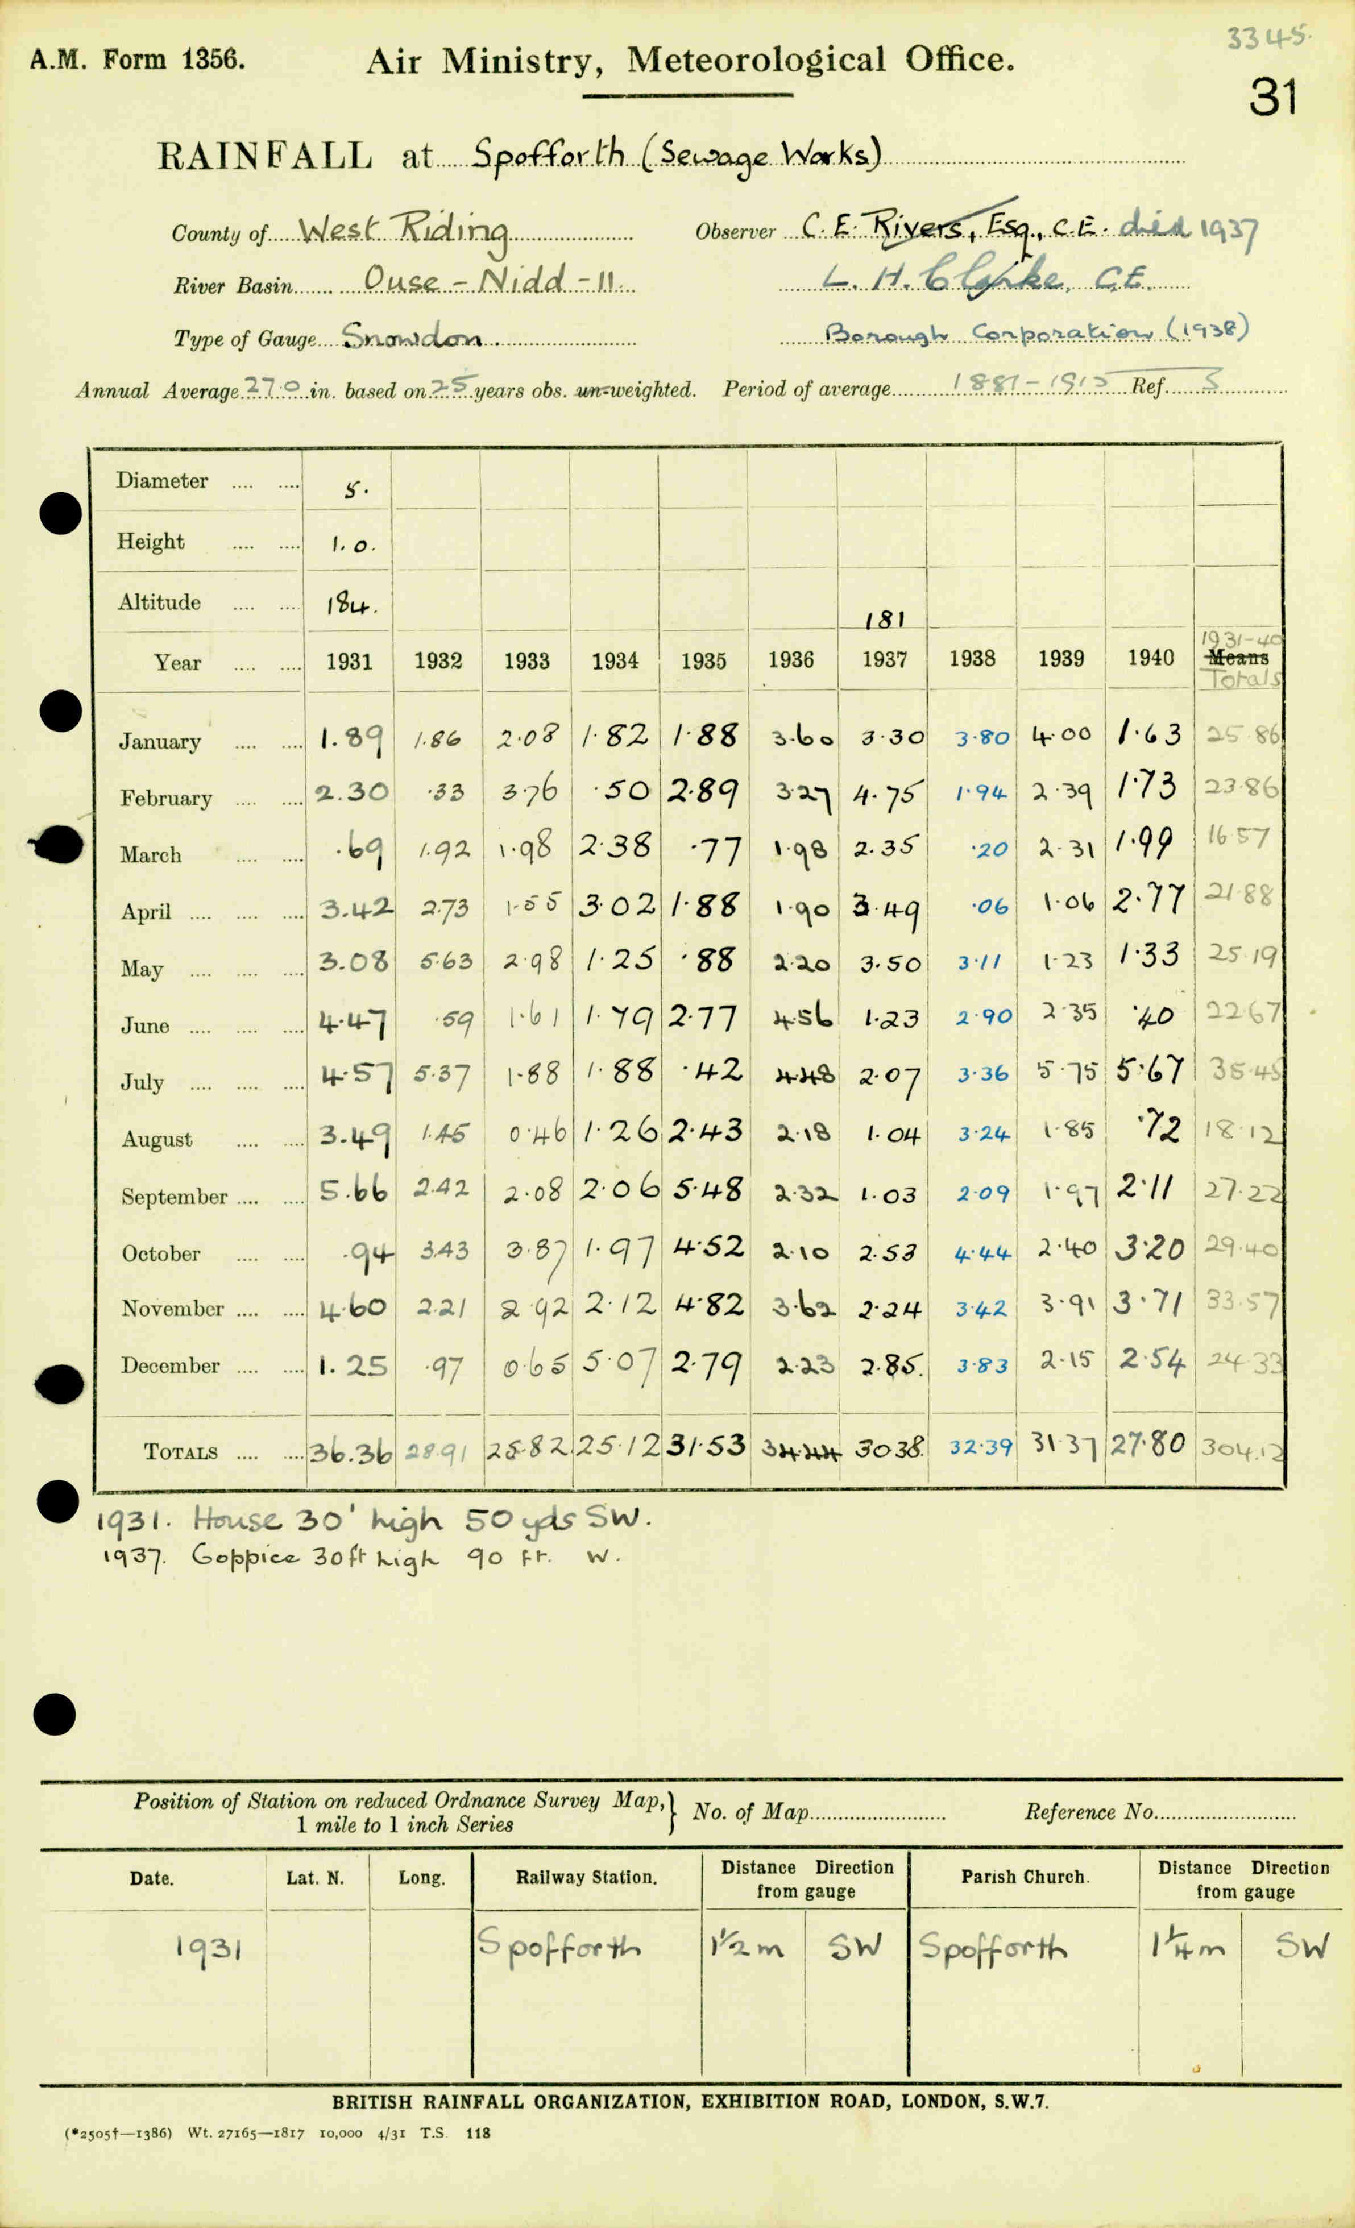 3345.
A.M. Form 1356. Air Ministry, Meteorological Office.
31
RAINFALL at Spofforth (Sewage Works)
County of West Riding Observer C. E. Rivers, Esq., C.E. died 1937
River Basin Ouse - Nidd - 11. L. H. Clarke, C.E.
Type of Gauge Snowdon. Borough Corporation (1938)
Annual Average 27.0 in. based on 25 years obs. un-weighted. Period of average 1881-1915 Ref. S
Diameter 5.
Height 1.0.
Altitude 184. 181
Year 1931 1932 1933 1934 1935 1936 1937 1938 1939 1940 1931-40 Means Totals
January 1.89 1.86 2.08 1.82 1.88 3.60 3.30 3.80 4.00 1.63 25.86
February 2.30 .33 3.76 .50 2.89 3.27 4.75 1.94 2.39 1.73 23.86
March .69 1.92 1.98 2.38 .77 1.98 2.35 .20 2.31 1.99 16.57
April 3.42 2.73 1.55 3.02 1.88 1.90 3.49 .06 1.06 2.77 21.88
May 3.08 5.63 2.98 1.25 .88 2.20 3.50 3.11 1.23 1.33 25.19
June 4.47 .59 1.61 1.79 2.77 4.56 1.23 2.90 2.35 .40 22.67
July 4.57 5.37 1.88 1.88 .42 4.48 2.07 3.36 5.75 5.67 35.45
August 3.49 1.45 0.46 1.26 2.43 2.18 1.04 3.24 1.85 .72 18.12
September 5.66 2.42 2.08 2.06 5.48 2.32 1.03 2.09 1.97 2.11 27.22
October .94 3.43 3.87 1.97 4.52 2.10 2.53 4.44 2.40 3.20 29.40
November 4.60 2.21 2.92 2.12 4.82 3.62 2.24 3.42 3.91 3.71 33.57
December 1.25 .97 0.65 5.07 2.79 2.23 2.85. 3.83 2.15 2.54 24.33
TOTALS 36.36 28.91 25.82 25.12 31.53 34.44 30.38 32.39 31.37 27.80 304.12
1931. House 30' high 50 yds SW.
1937. Coppice 30ft high 90 ft. W.
Position of Station on reduced Ordnance Survey Map, 1 mile to 1 inch Series } No. of Map Reference No.
Date. Lat. N. Long. Railway Station. Distance Direction from gauge Parish Church. Distance Direction from gauge
1931 Spofforth 1½ m SW Spofforth 1¼ m SW
BRITISH RAINFALL ORGANIZATION, EXHIBITION ROAD, LONDON, S.W.7.
(*2505†—1386) Wt. 27165—1817 10,000 4/31 T.S. 118